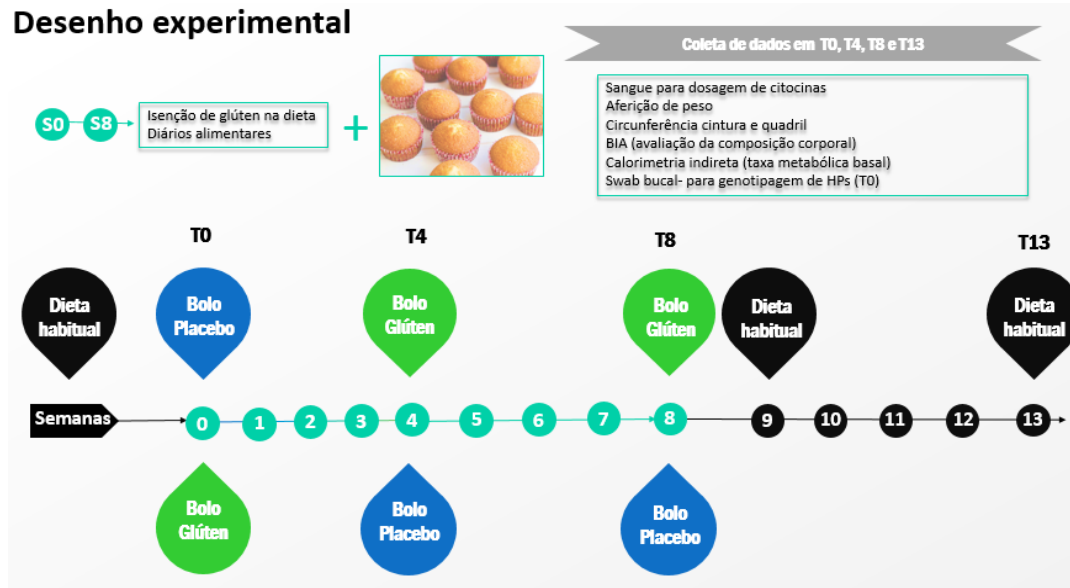 Desenho experimental
Coleta de dados em T0, T4, T8 e T13
S0
S8
Isenção de glúten na dieta
Diários alimentares
+
Sangue para dosagem de citocinas
Aferição de peso
Circunferência cintura e quadril
BIA (avaliação da composição corporal)
Calorimetria indireta (taxa metabólica basal)
Swab bucal- para genotipagem de HPs (T0)
T0
T4
T8
T13
Dieta
habitual
Bolo
Placebo
Bolo
Glúten
Bolo
Glúten
Dieta
habitual
Dieta
habitual
Semanas
0
1
2
3
4
5
6
7
8
9
10
11
12
13
Bolo
Glúten
Bolo
Placebo
Bolo
Placebo